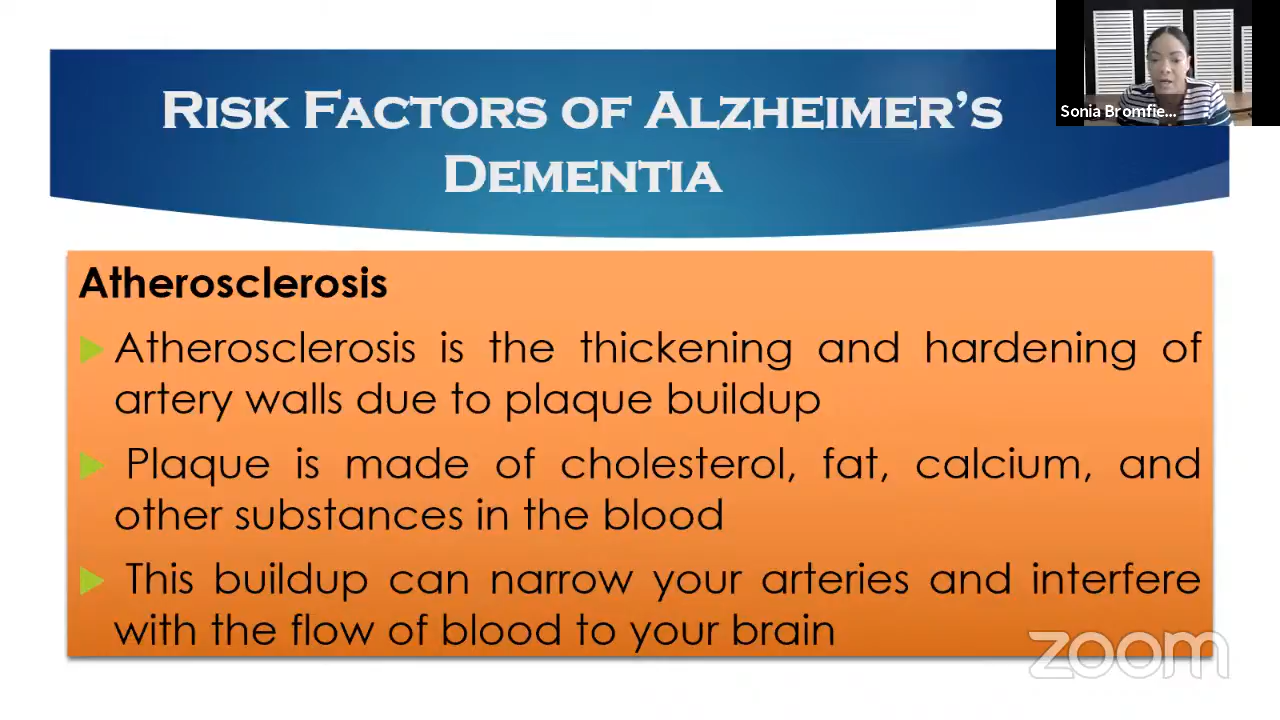 RISK FACTORS OF ALZHEIMER'S
DEMENTIA
Sonia Bromfie...
Atherosclerosis
Atherosclerosis is the thickening and hardening of
artery walls due to plaque buildup
Plaque is made of cholesterol, fat, calcium, and
other substances in the blood
This buildup can narrow your arteries and interfere
with the flow of blood to your brain
zoom